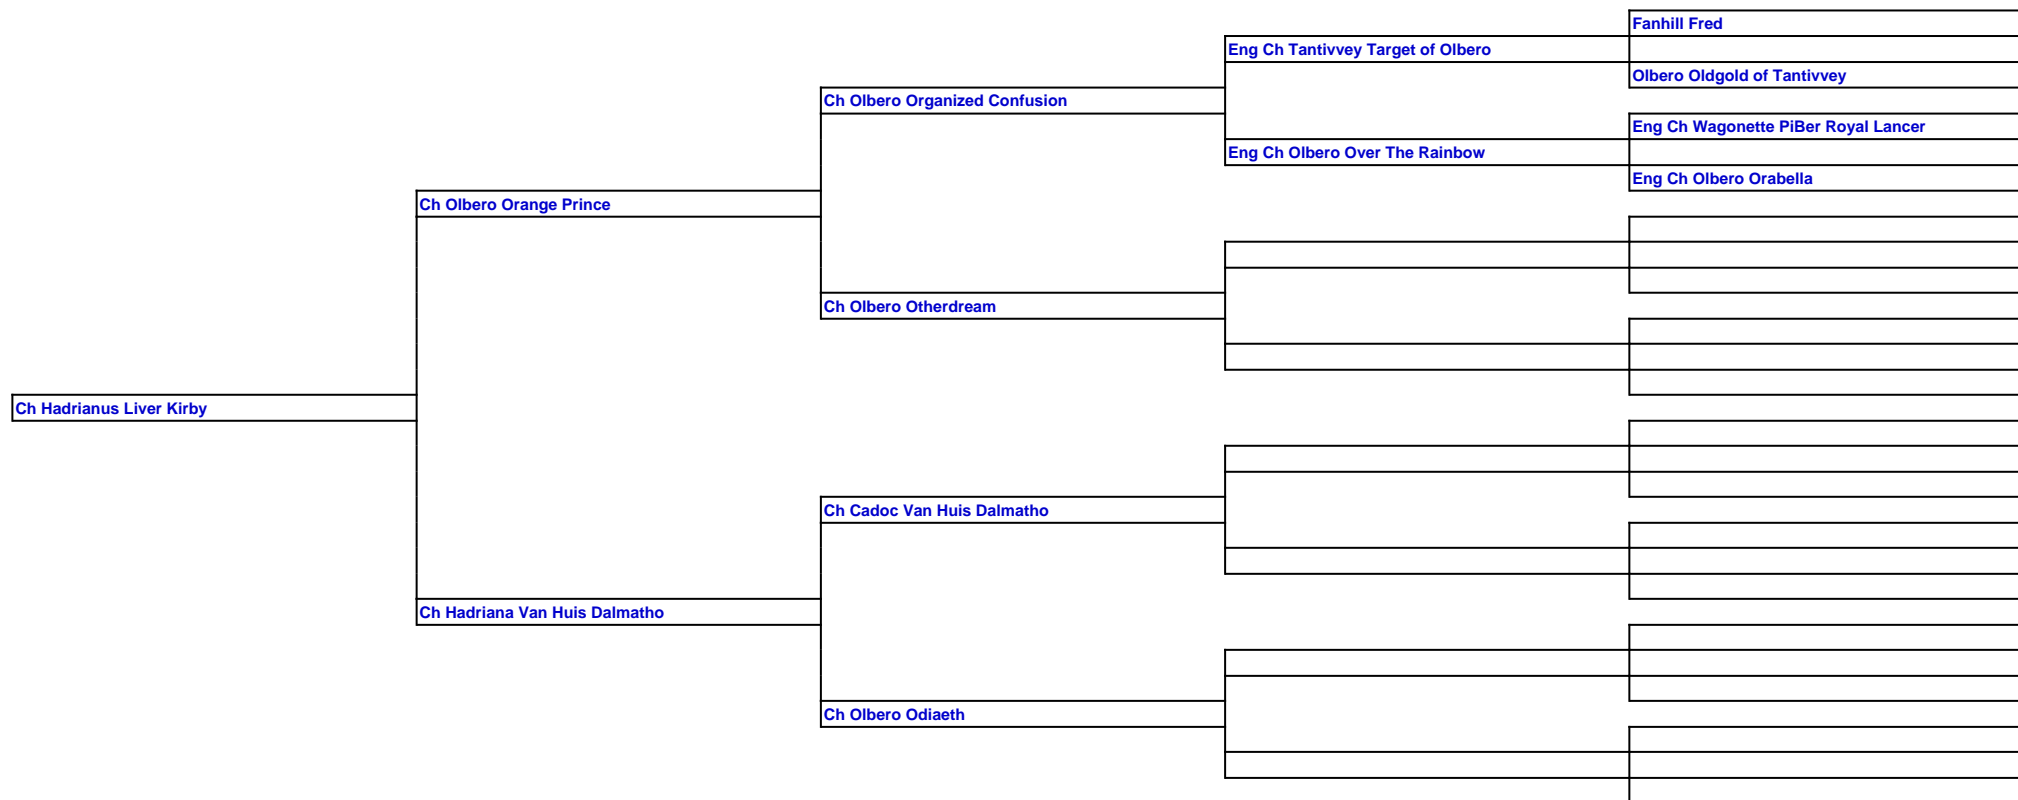 Fanhill Fred
Eng Ch Tantivvey Target of Olbero
Olbero Oldgold of Tantivvey
Ch Olbero Organized Confusion
Eng Ch Wagonette PiBer Royal Lancer
Eng Ch Olbero Over The Rainbow
Eng Ch Olbero Orabella
Ch Olbero Orange Prince
Ch Olbero Otherdream
Ch Hadrianus Liver Kirby
Ch Cadoc Van Huis Dalmatho
Ch Hadriana Van Huis Dalmatho
Ch Olbero Odiaeth